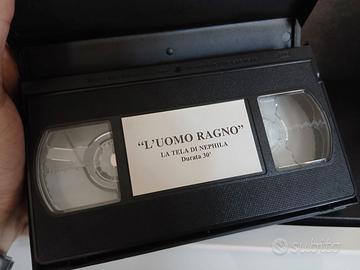 “L’UOMO RAGNO”
LA TELA DI NEPHILA
Durata 30'
subito